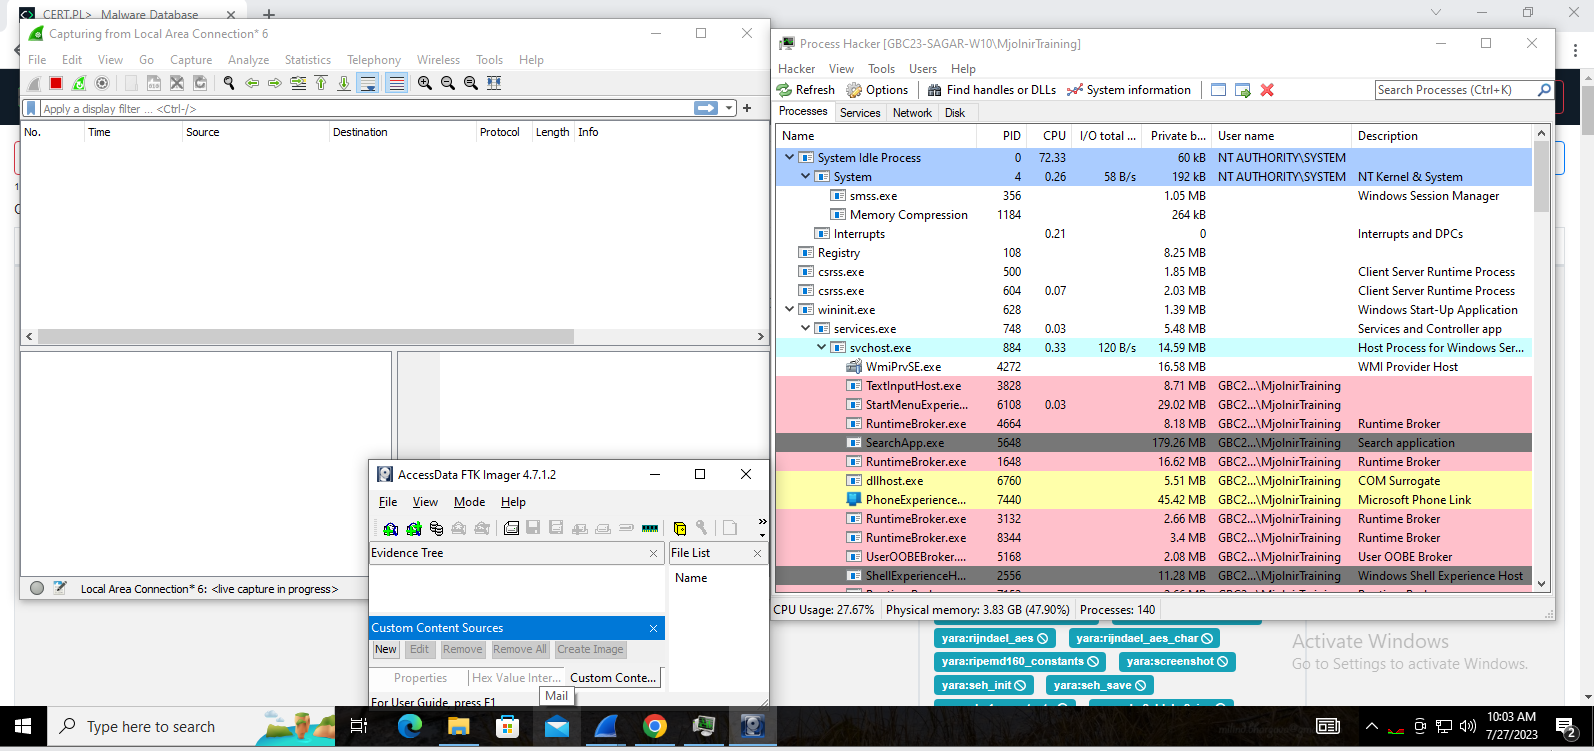 CERT.PL>_ Malware Database
Capturing from Local Area Connection* 6
File Edit View Go Capture Analyze Statistics Telephony Wireless Tools Help
Apply a display filter ... <Ctrl-/>
No. Time Source Destination Protocol Length Info
Local Area Connection* 6: <live capture in progress>
AccessData FTK Imager 4.7.1.2
File View Mode Help
Evidence Tree
File List
Name
Custom Content Sources
New Edit Remove Remove All Create Image
Properties Hex Value Inter... Custom Conte...
Mail
For User Guide, press F1
Process Hacker [GBC23-SAGAR-W10\MjolnirTraining]
Hacker View Tools Users Help
Refresh Options Find handles or DLLs System information Search Processes (Ctrl+K)
Processes Services Network Disk
Name PID CPU I/O total ... Private b... User name Description
System Idle Process 0 72.33 60 kB NT AUTHORITY\SYSTEM
System 4 0.26 58 B/s 192 kB NT AUTHORITY\SYSTEM NT Kernel & System
smss.exe 356 1.05 MB Windows Session Manager
Memory Compression 1184 264 kB
Interrupts 0.21 0 Interrupts and DPCs
Registry 108 8.25 MB
csrss.exe 500 1.85 MB Client Server Runtime Process
csrss.exe 604 0.07 2.03 MB Client Server Runtime Process
wininit.exe 628 1.39 MB Windows Start-Up Application
services.exe 748 0.03 5.48 MB Services and Controller app
svchost.exe 884 0.33 120 B/s 14.59 MB Host Process for Windows Ser...
WmiPrvSE.exe 4272 16.58 MB WMI Provider Host
TextInputHost.exe 3828 8.71 MB GBC2...\MjolnirTraining
StartMenuExperie... 6108 0.03 29.02 MB GBC2...\MjolnirTraining
RuntimeBroker.exe 4664 8.18 MB GBC2...\MjolnirTraining Runtime Broker
SearchApp.exe 5648 179.26 MB GBC2...\MjolnirTraining Search application
RuntimeBroker.exe 1648 16.62 MB GBC2...\MjolnirTraining Runtime Broker
dllhost.exe 6760 5.51 MB GBC2...\MjolnirTraining COM Surrogate
PhoneExperience... 7440 45.42 MB GBC2...\MjolnirTraining Microsoft Phone Link
RuntimeBroker.exe 3132 2.66 MB GBC2...\MjolnirTraining Runtime Broker
RuntimeBroker.exe 8344 3.4 MB GBC2...\MjolnirTraining Runtime Broker
UserOOBEBroker.... 5168 2.08 MB GBC2...\MjolnirTraining User OOBE Broker
ShellExperienceH... 2556 11.28 MB GBC2...\MjolnirTraining Windows Shell Experience Host
CPU Usage: 27.67% Physical memory: 3.83 GB (47.90%) Processes: 140
yara:rijndael_aes yara:rijndael_aes_char
yara:ripemd160_constants yara:screenshot
yara:seh_init yara:seh_save
Activate Windows
Go to Settings to activate Windows.
Type here to search
10:03 AM
7/27/2023
2